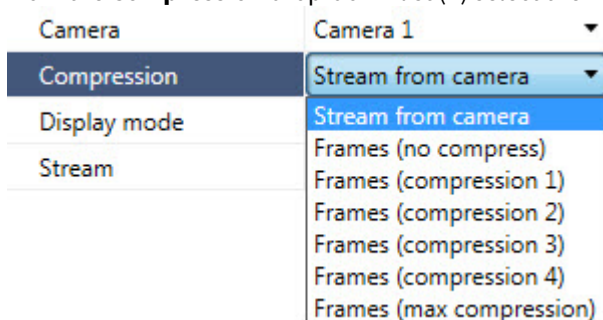 Camera Camera 1
Compression Stream from camera
Display mode Stream from camera
Frames (no compress)
Stream Frames (compression 1)
Frames (compression 2)
Frames (compression 3)
Frames (compression 4)
Frames (max compression)